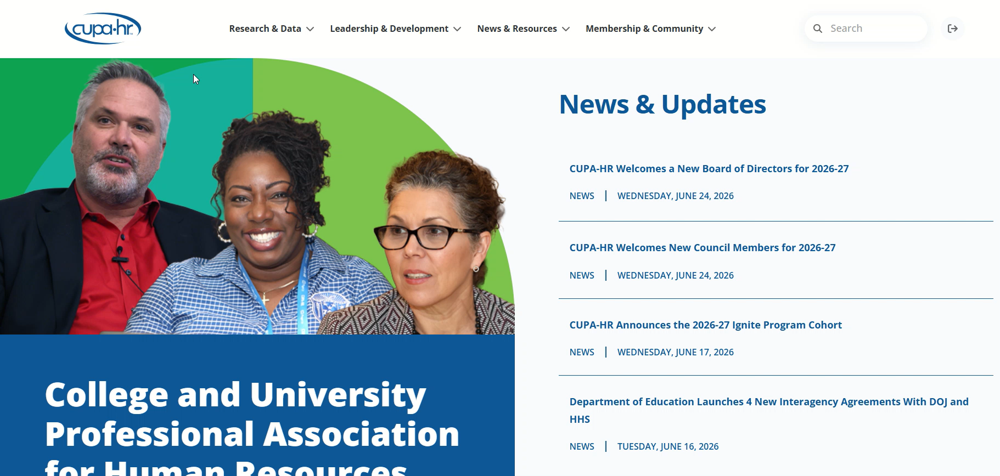 cupa-hr
Research & Data
Leadership & Development
News & Resources
Membership & Community
Search
News & Updates
CUPA-HR Welcomes a New Board of Directors for 2026-27
NEWS | WEDNESDAY, JUNE 24, 2026
CUPA-HR Welcomes New Council Members for 2026-27
NEWS | WEDNESDAY, JUNE 24, 2026
CUPA-HR Announces the 2026-27 Ignite Program Cohort
NEWS | WEDNESDAY, JUNE 17, 2026
Department of Education Launches 4 New Interagency Agreements With DOJ and
HHS
NEWS | TUESDAY, JUNE 16, 2026
College and University
Professional Association
for Human Resources